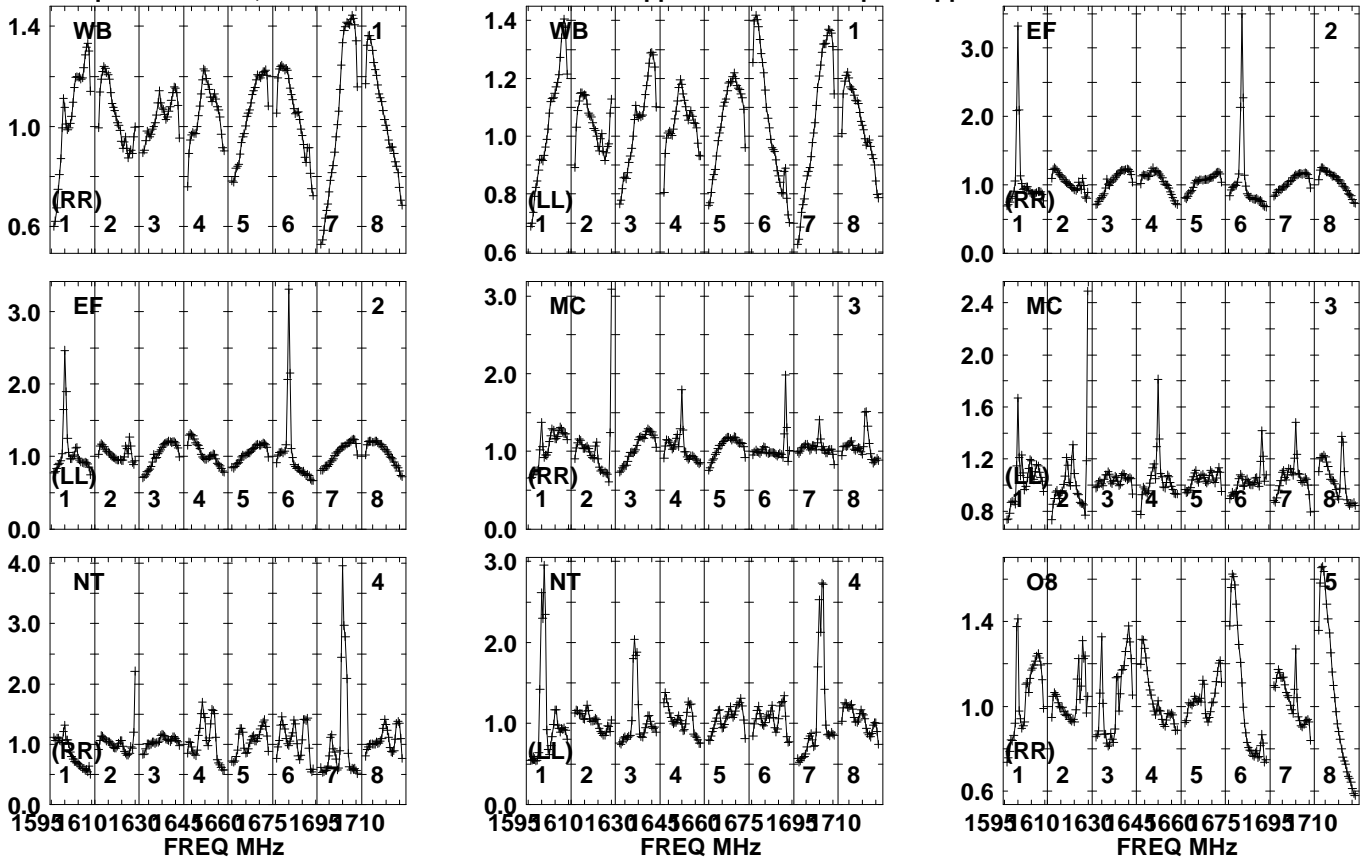 1.4 WB 1
1.0
0.6 (RR)
1 2 3 4 5 6 7 8
1.4 WB 1
1.2
1.0
0.8 (LL)
0.6
1 2 3 4 5 6 7 8
EF 2
3.0
2.0
1.0 (RR)
0.0
1 2 3 4 5 6 7 8
EF 2
3.0
2.0
1.0 (LL)
0.0
1 2 3 4 5 6 7 8
MC 3
3.0
2.0
1.0 (RR)
0.0
1 2 3 4 5 6 7 8
MC 3
2.4
2.0
1.6
1.2 (LL)
0.8
1 2 3 4 5 6 7 8
4.0 NT 4
3.0
2.0
1.0 (RR)
0.0
1 2 3 4 5 6 7 8
1595 1610 1630 1645 1660 1675 1695 1710
FREQ MHz
NT 4
3.0
2.0
1.0 (LL)
0.0
1 2 3 4 5 6 7 8
1595 1610 1630 1645 1660 1675 1695 1710
FREQ MHz
O8 5
1.4
1.0
(RR)
0.6
1 2 3 4 5 6 7 8
1595 1610 1630 1645 1660 1675 1695 1710
FREQ MHz